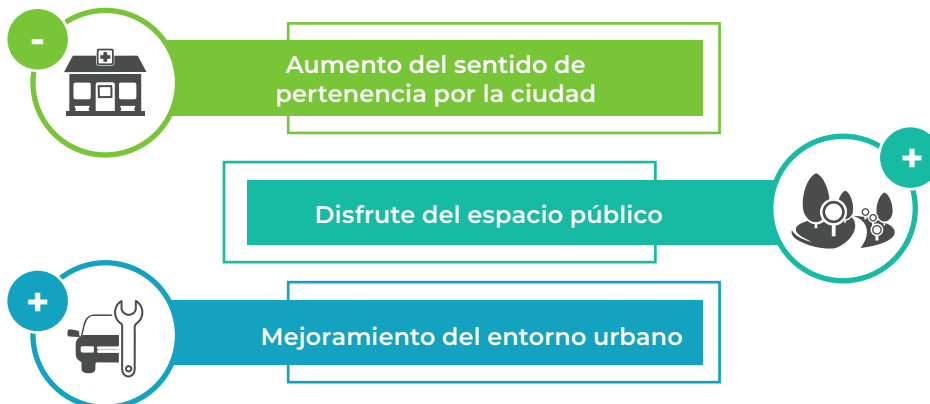 -
Aumento del sentido de
pertenencia por la ciudad
+
Disfrute del espacio público
+
Mejoramiento del entorno urbano